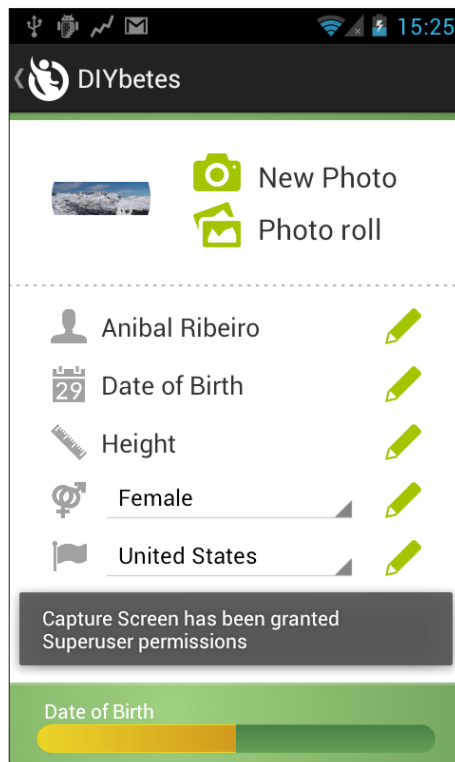 15:25
DIYbetes
New Photo
Photo roll
Anibal Ribeiro
29
Date of Birth
Height
Female
United States
Capture Screen has been granted
Superuser permissions
Date of Birth